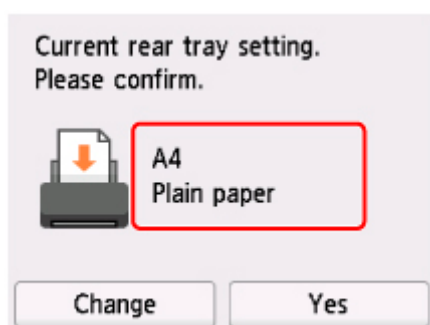 Current rear tray setting.
Please confirm.
A4
Plain paper
Change
Yes